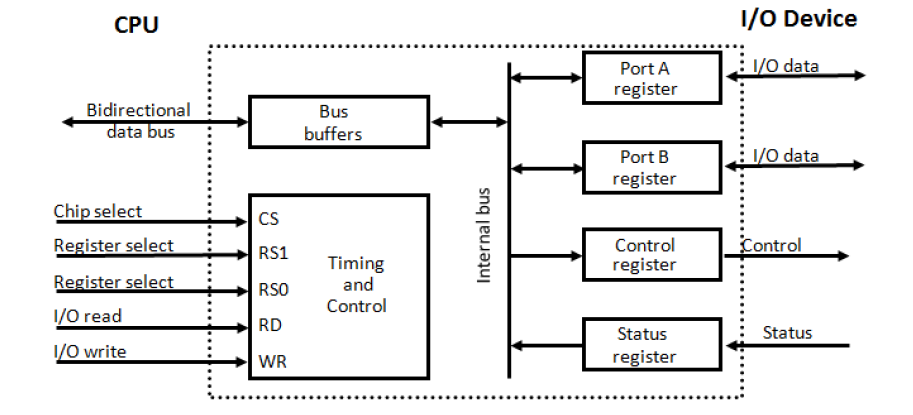 CPU
I/O Device
Bidirectional
data bus
Bus
buffers
Port A
register
I/O data
Port B
register
I/O data
Internal bus
Chip select
CS
Register select
RS1
Register select
RS0
I/O read
RD
I/O write
WR
Timing
and
Control
Control
register
Control
Status
register
Status